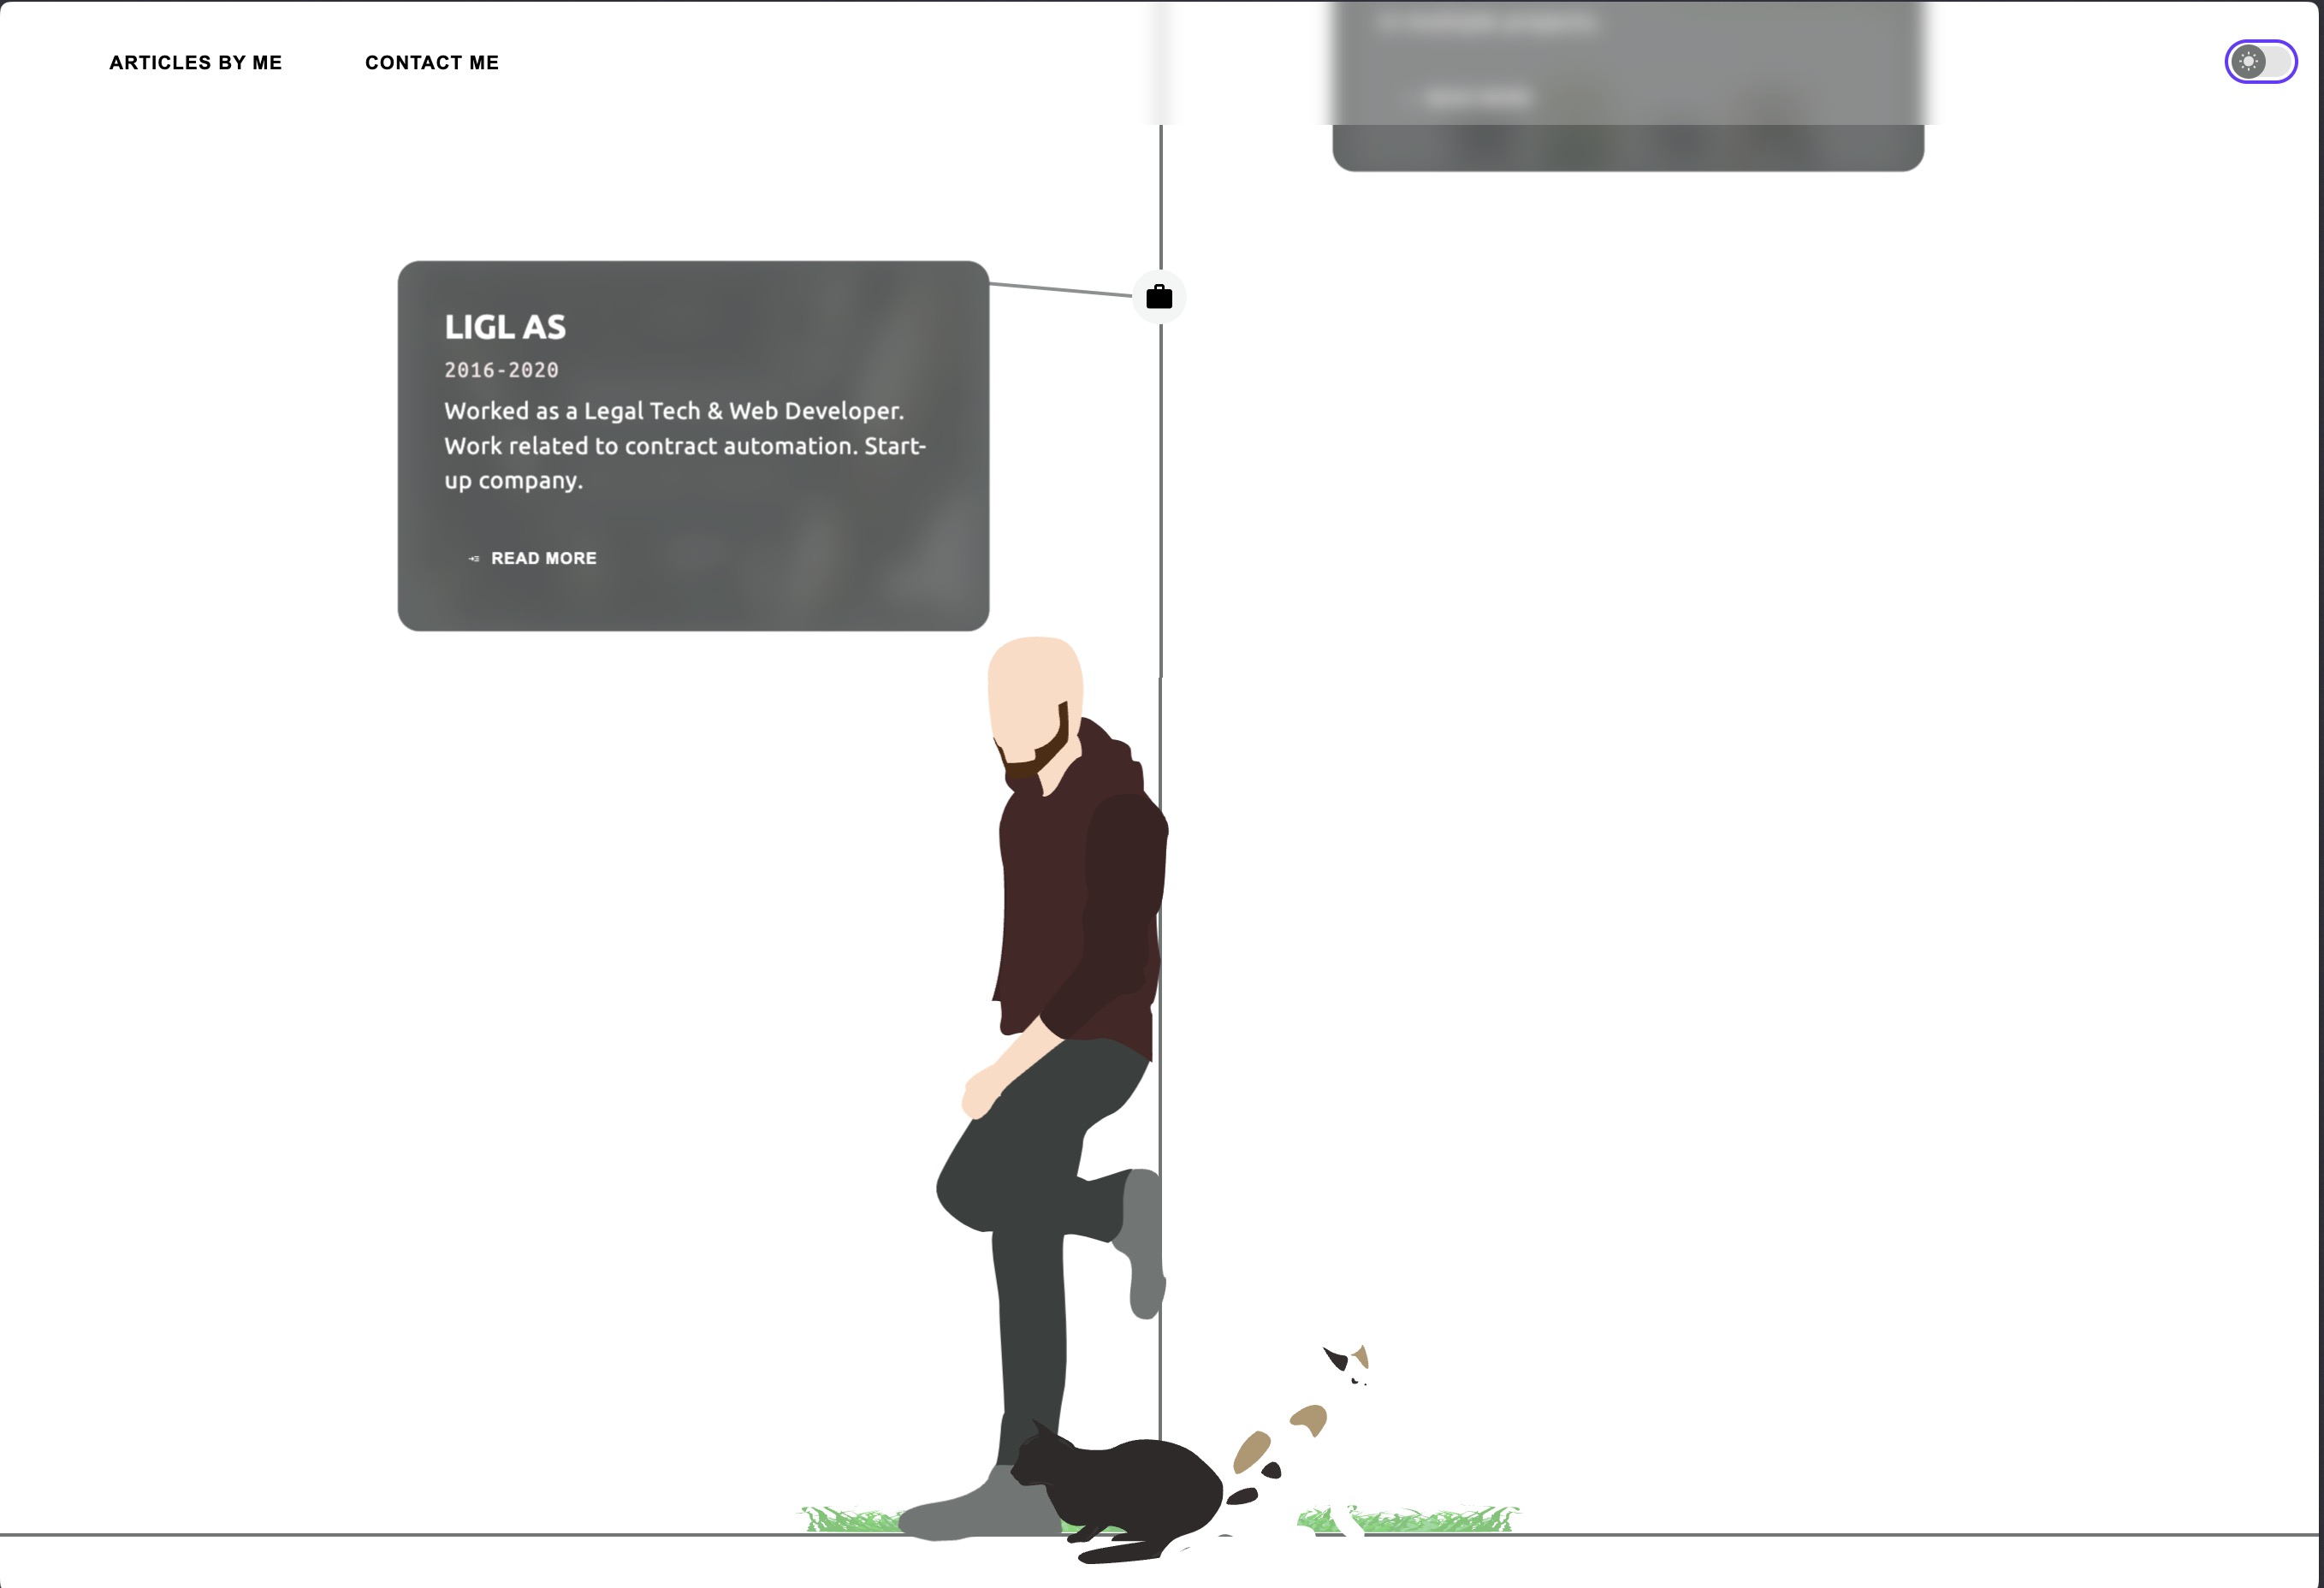 ARTICLES BY ME
CONTACT ME
LIGL AS
2016-2020
Worked as a Legal Tech & Web Developer.
Work related to contract automation. Start-
up company.
READ MORE